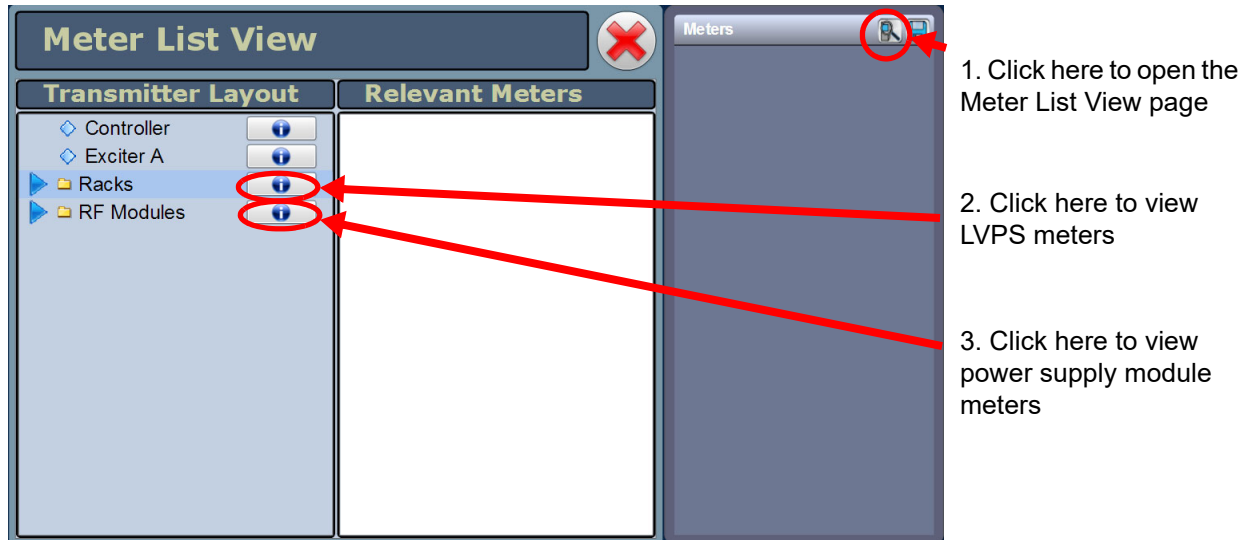 Meter List View
Meters
Transmitter Layout
Relevant Meters
Controller
Exciter A
Racks
RF Modules
1. Click here to open the
Meter List View page
2. Click here to view
LVPS meters
3. Click here to view
power supply module
meters